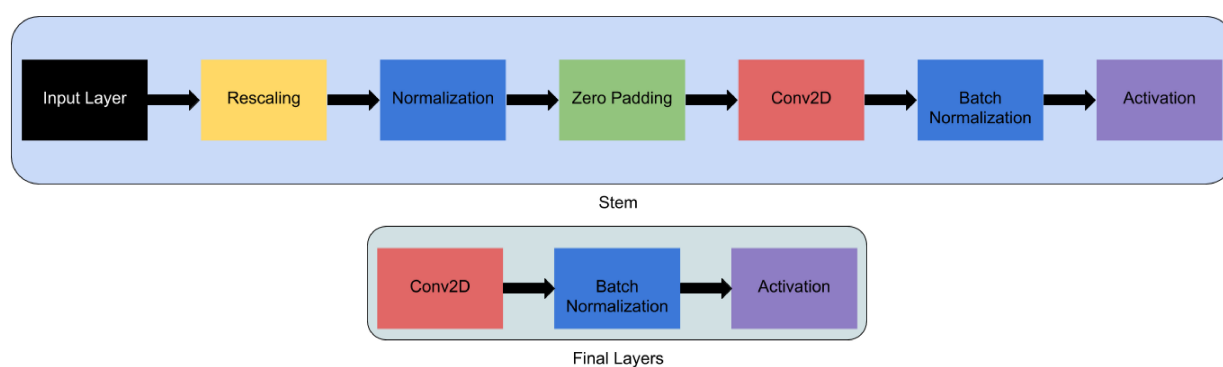 Input Layer
Rescaling
Normalization
Zero Padding
Conv2D
Batch
Normalization
Activation
Stem
Conv2D
Batch
Normalization
Activation
Final Layers